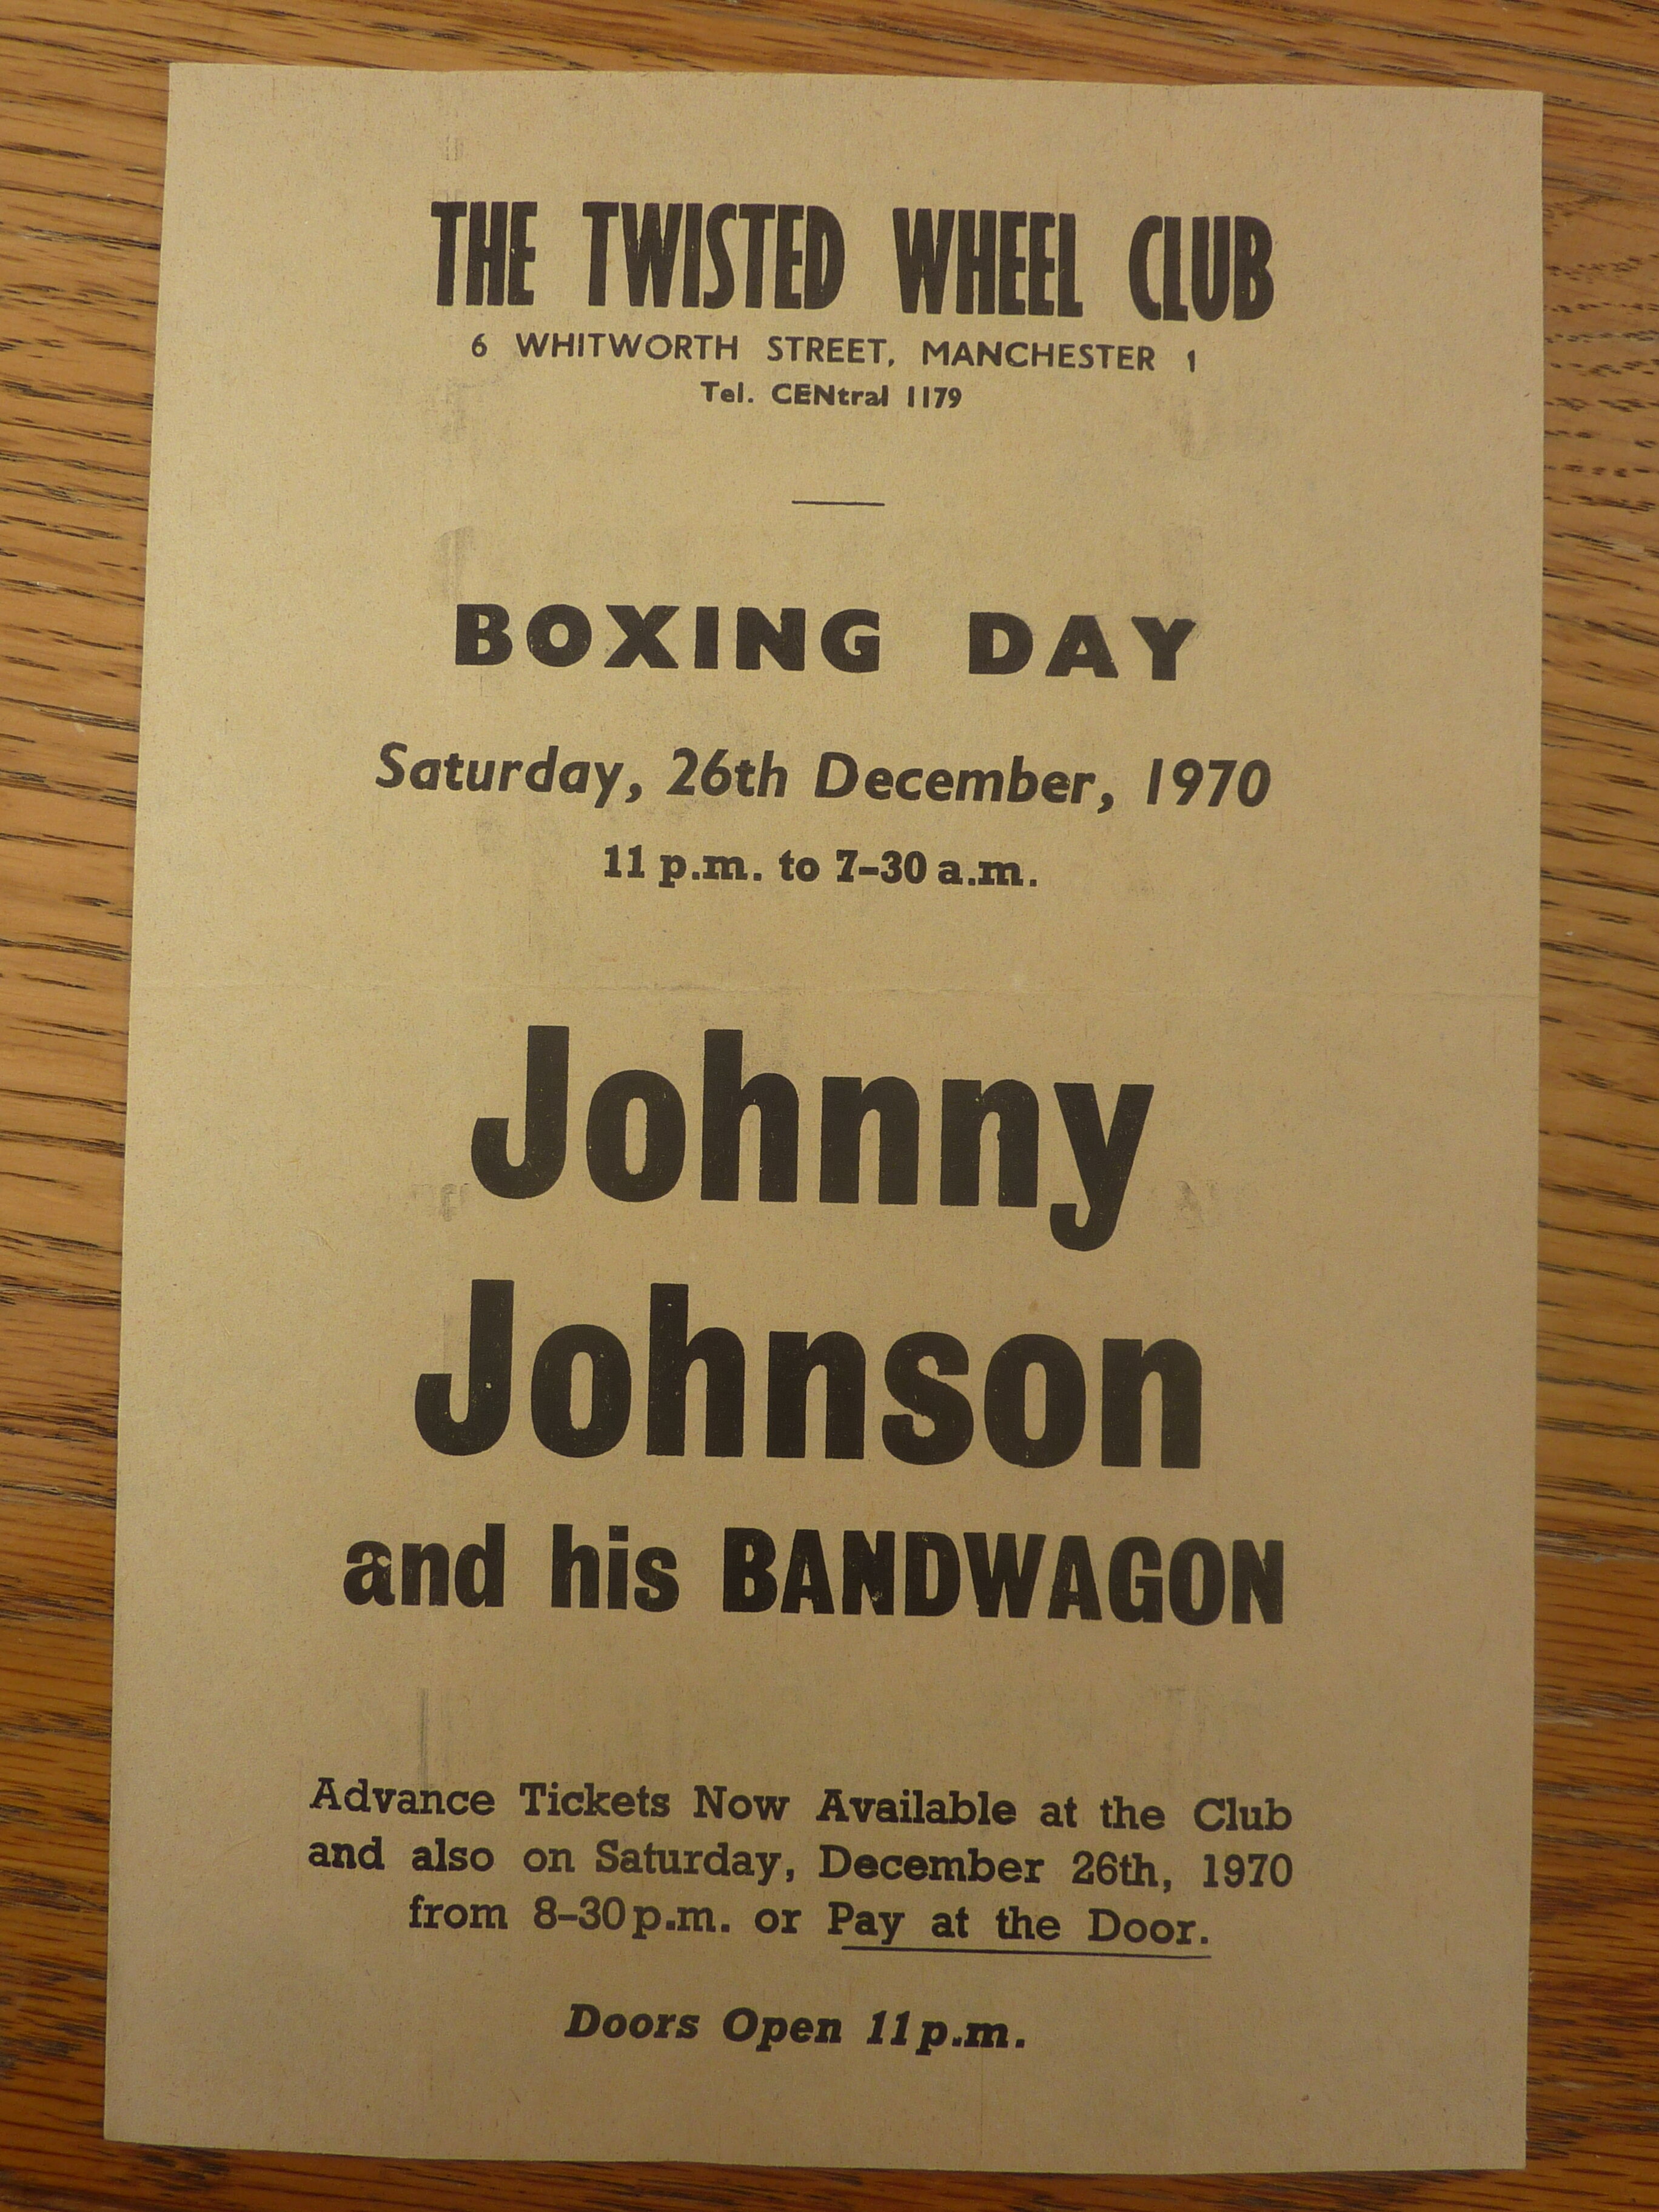 THE TWISTED WHEEL CLUB
6 WHITWORTH STREET, MANCHESTER 1
Tel. CENtral 1179
BOXING DAY
Saturday, 26th December, 1970
11 p.m. to 7-30 a.m.
Johnny
Johnson
and his BANDWAGON
Advance Tickets Now Available at the Club
and also on Saturday, December 26th, 1970
from 8-30 p.m. or Pay at the Door.
Doors Open 11 p.m.